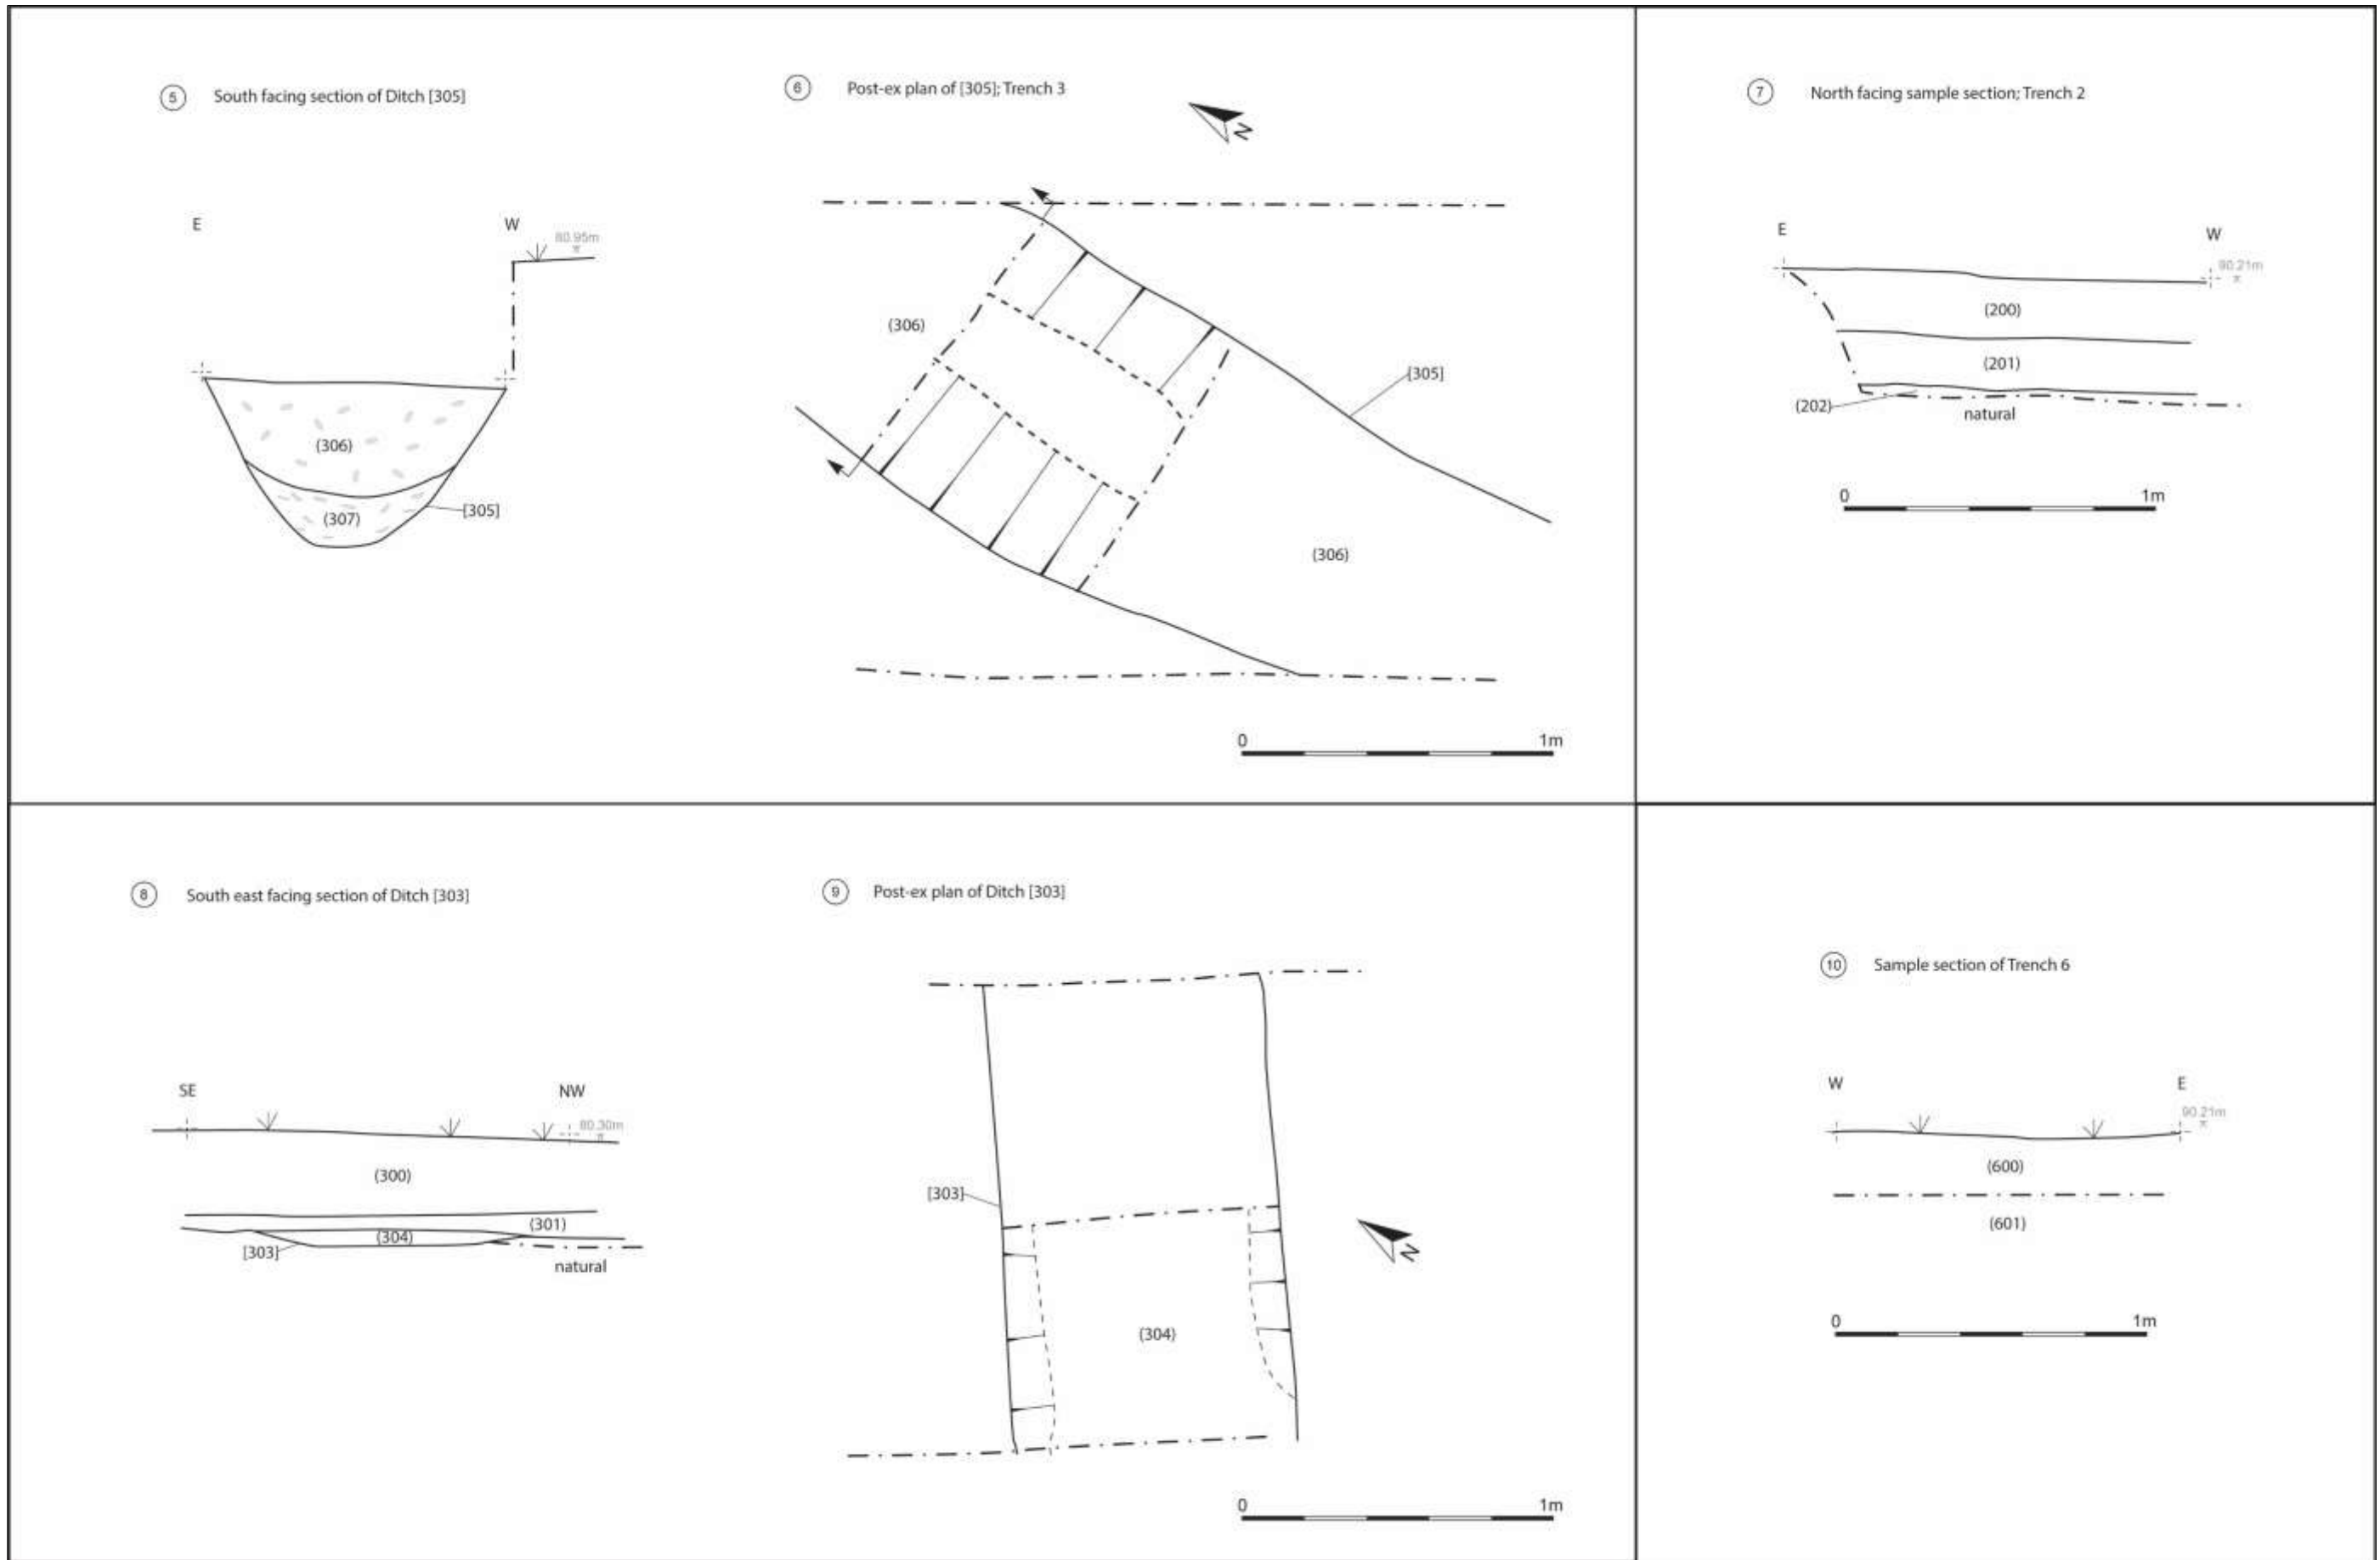 5 South facing section of Ditch [305]
E
W
80.95m
(306)
(307)
[305]
6 Post-ex plan of [305]; Trench 3
N
(306)
[305]
(306)
0 1m
7 North facing sample section; Trench 2
E
W
90.21m
(200)
(201)
(202)
natural
0 1m
8 South east facing section of Ditch [303]
SE
NW
80.30m
(300)
(301)
(304)
[303]
natural
9 Post-ex plan of Ditch [303]
[303]
N
(304)
0 1m
10 Sample section of Trench 6
W
E
90.21m
(600)
(601)
0 1m